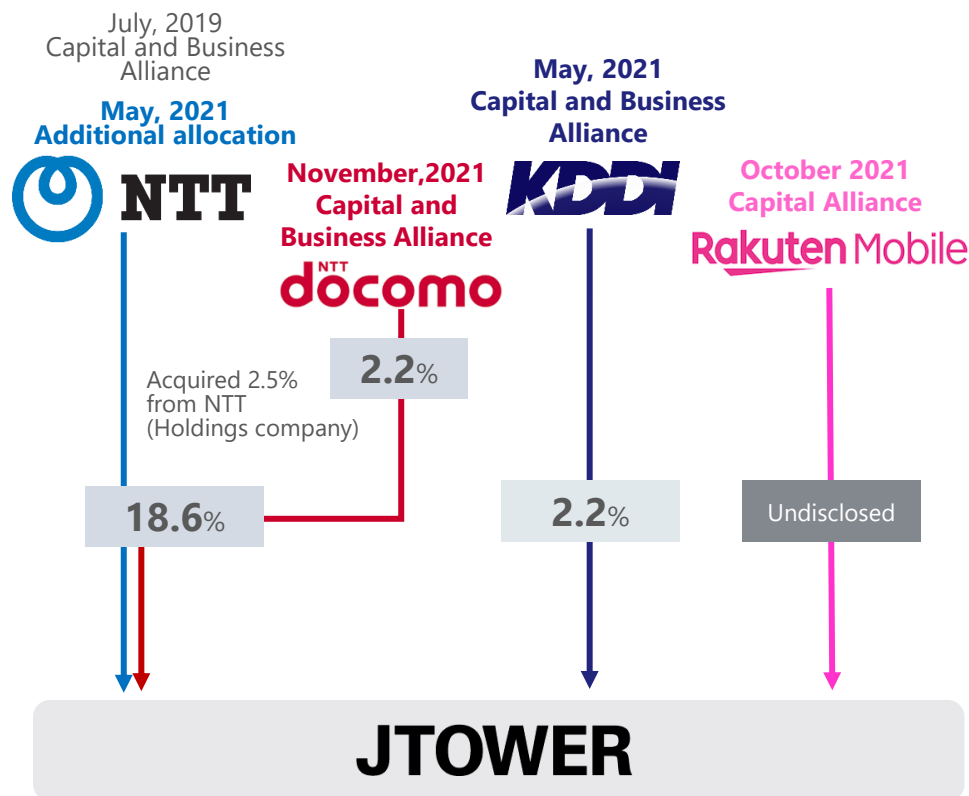 July, 2019
Capital and Business
Alliance
May, 2021
Additional allocation
NTT
November,2021
Capital and
Business Alliance
NTT
döcomo
May, 2021
Capital and Business
Alliance
KDDI
October 2021
Capital Alliance
Rakuten Mobile
2.2%
Acquired 2.5%
from NTT
(Holdings company)
18.6%
2.2%
Undisclosed
JTOWER